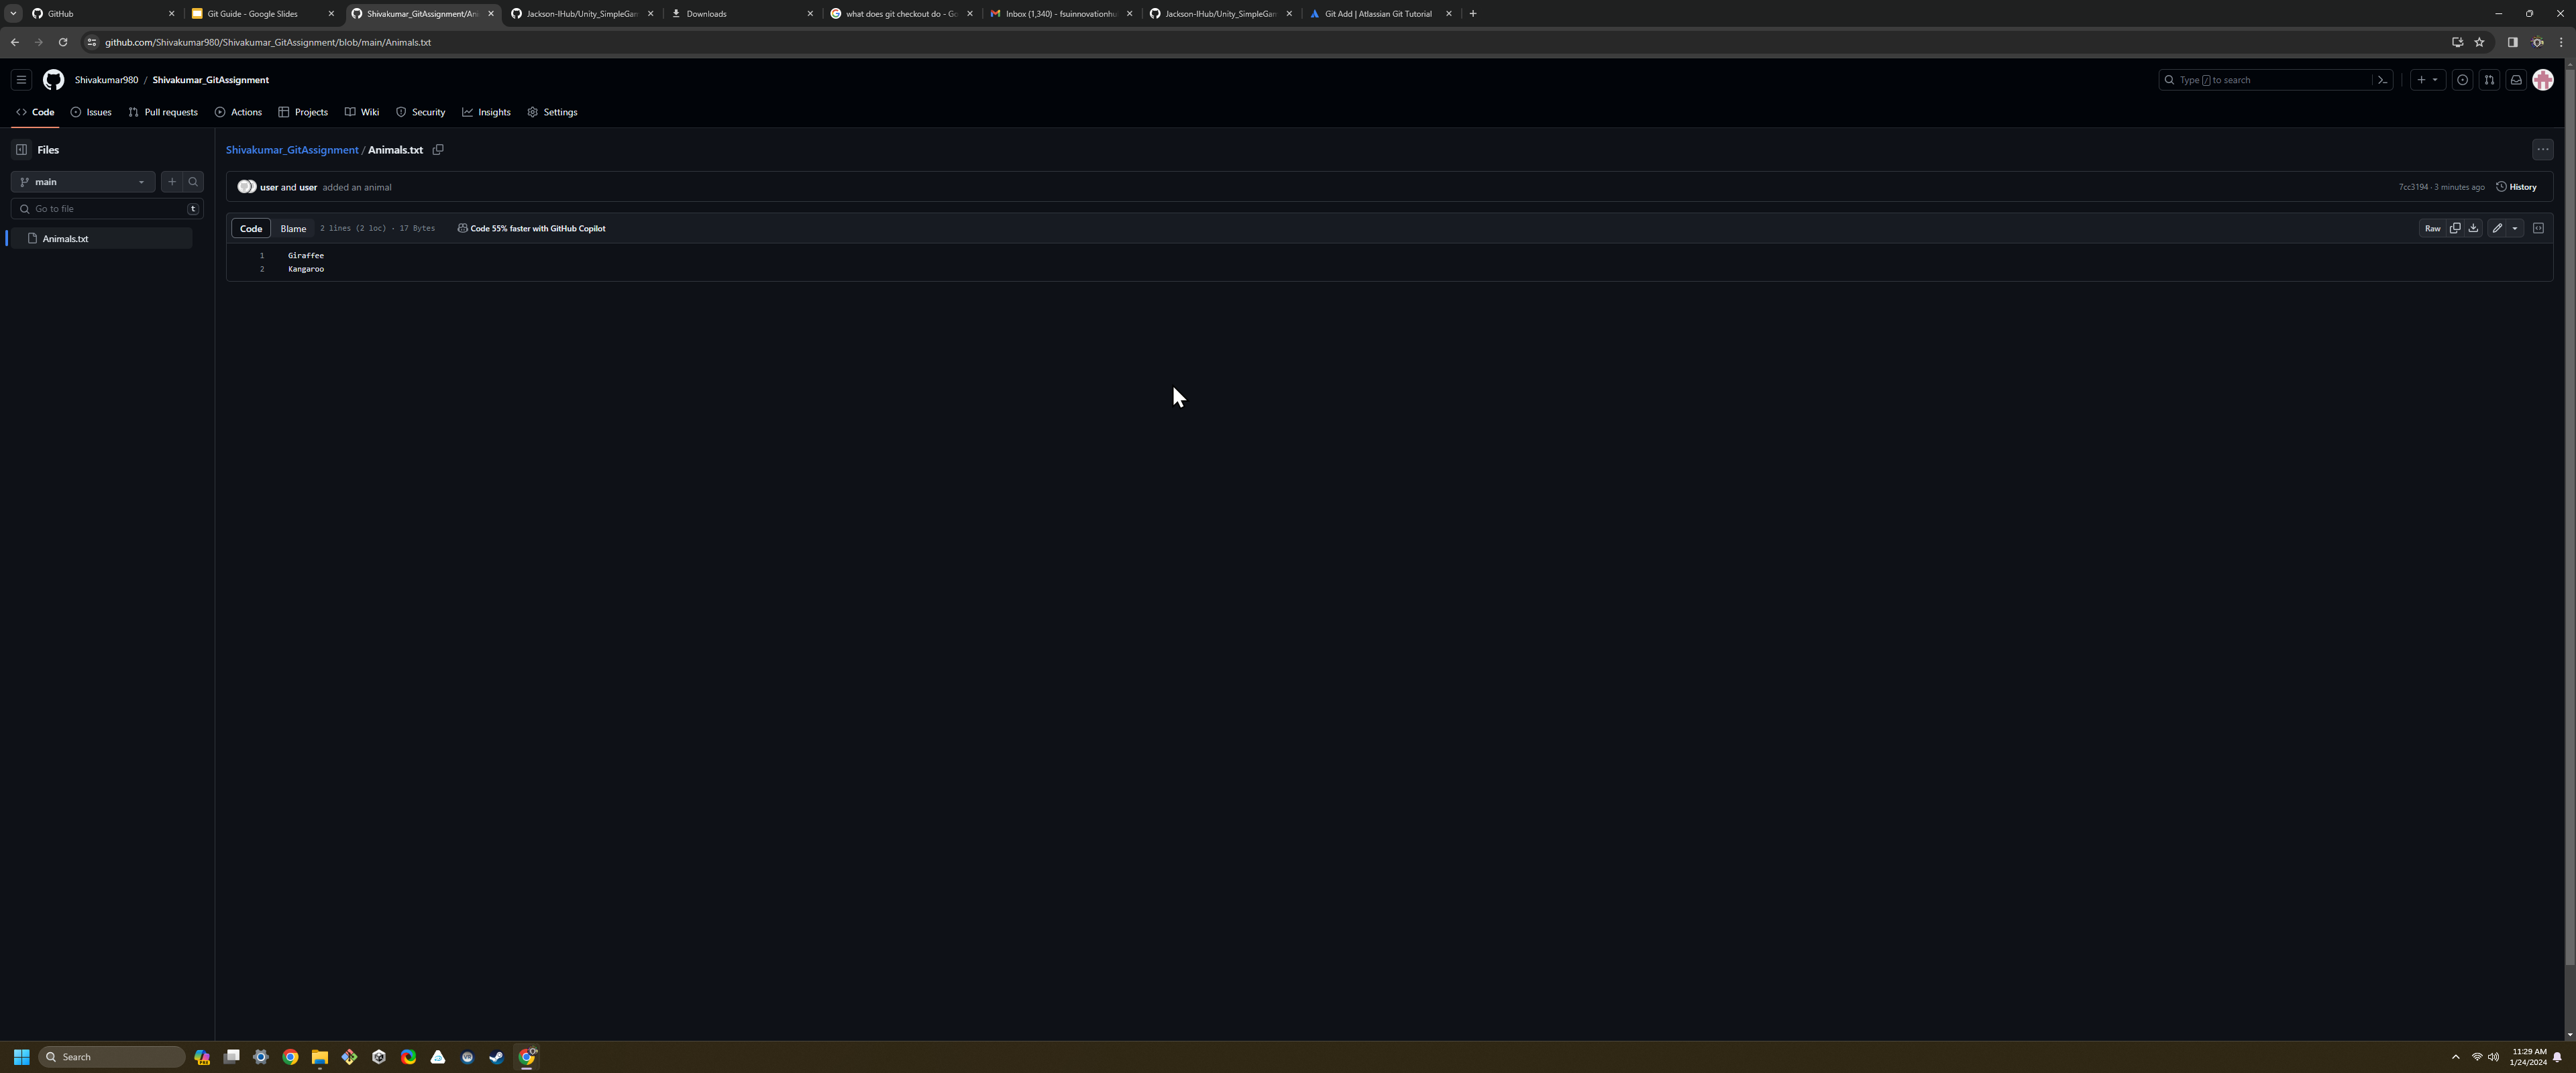 GitHub
Git Guide - Google Slides
Shivakumar_GitAssignment/Ani
Jackson-IHub/Unity_SimpleGam
Downloads
what does git checkout do - Go
Inbox (1,340) - fsuinnovationhu
Jackson-IHub/Unity_SimpleGam
Git Add | Atlassian Git Tutorial
github.com/Shivakumar980/Shivakumar_GitAssignment/blob/main/Animals.txt
Shivakumar980 / Shivakumar_GitAssignment
Type / to search
Code
Issues
Pull requests
Actions
Projects
Wiki
Security
Insights
Settings
Files
Shivakumar_GitAssignment / Animals.txt
main
user and user added an animal
7cc3194 · 3 minutes ago
History
Go to file
t
Code
Blame
2 lines (2 loc) · 17 Bytes
Code 55% faster with GitHub Copilot
Raw
Animals.txt
1 Giraffee
2 Kangaroo
Search
11:29 AM
1/24/2024